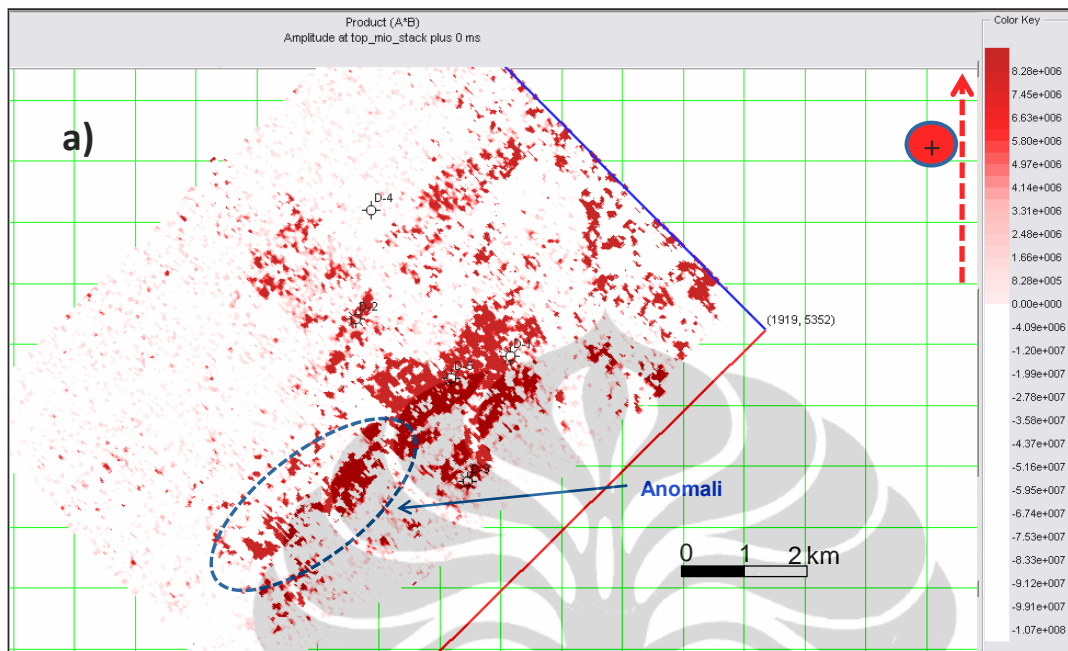 Product (A*B)
Amplitude at top_mio_stack plus 0 ms
Color Key
a)
D-4
D-2
D-1
D-5
(1919, 5352)
Anomali
0 1 2 km
8.28e+006
7.45e+006
6.63e+006
5.80e+006
4.97e+006
4.14e+006
3.31e+006
2.48e+006
1.66e+006
8.28e+005
0.00e+000
-4.09e+006
-1.20e+007
-1.99e+007
-2.78e+007
-3.58e+007
-4.37e+007
-5.16e+007
-5.95e+007
-6.74e+007
-7.53e+007
-8.33e+007
-9.12e+007
-9.91e+007
-1.07e+008